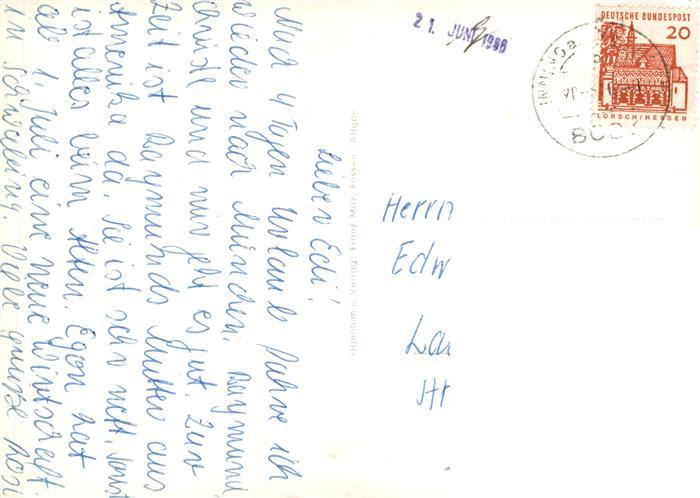 Lieber Edi!
Nach 4 Tagen Urlaub fahre ich
wieder nach München. Raymund
Christl und mir geht es gut. Zur
Zeit ist Raymunds Mutter aus
Amerika da. Sie ist sehr nett, sonst
ist alles beim Alten. Egon hat
ab 1. Juli eine neue Wirtschaft
in Schwabing. Viele Grüße Rosi
Eigentum u. Verlag: Franz Milz, Füssen - Allgäu
21. JUNI 1966
DEUTSCHE BUNDESPOST
20
LORSCH/HESSEN
Herrn
Edw
La